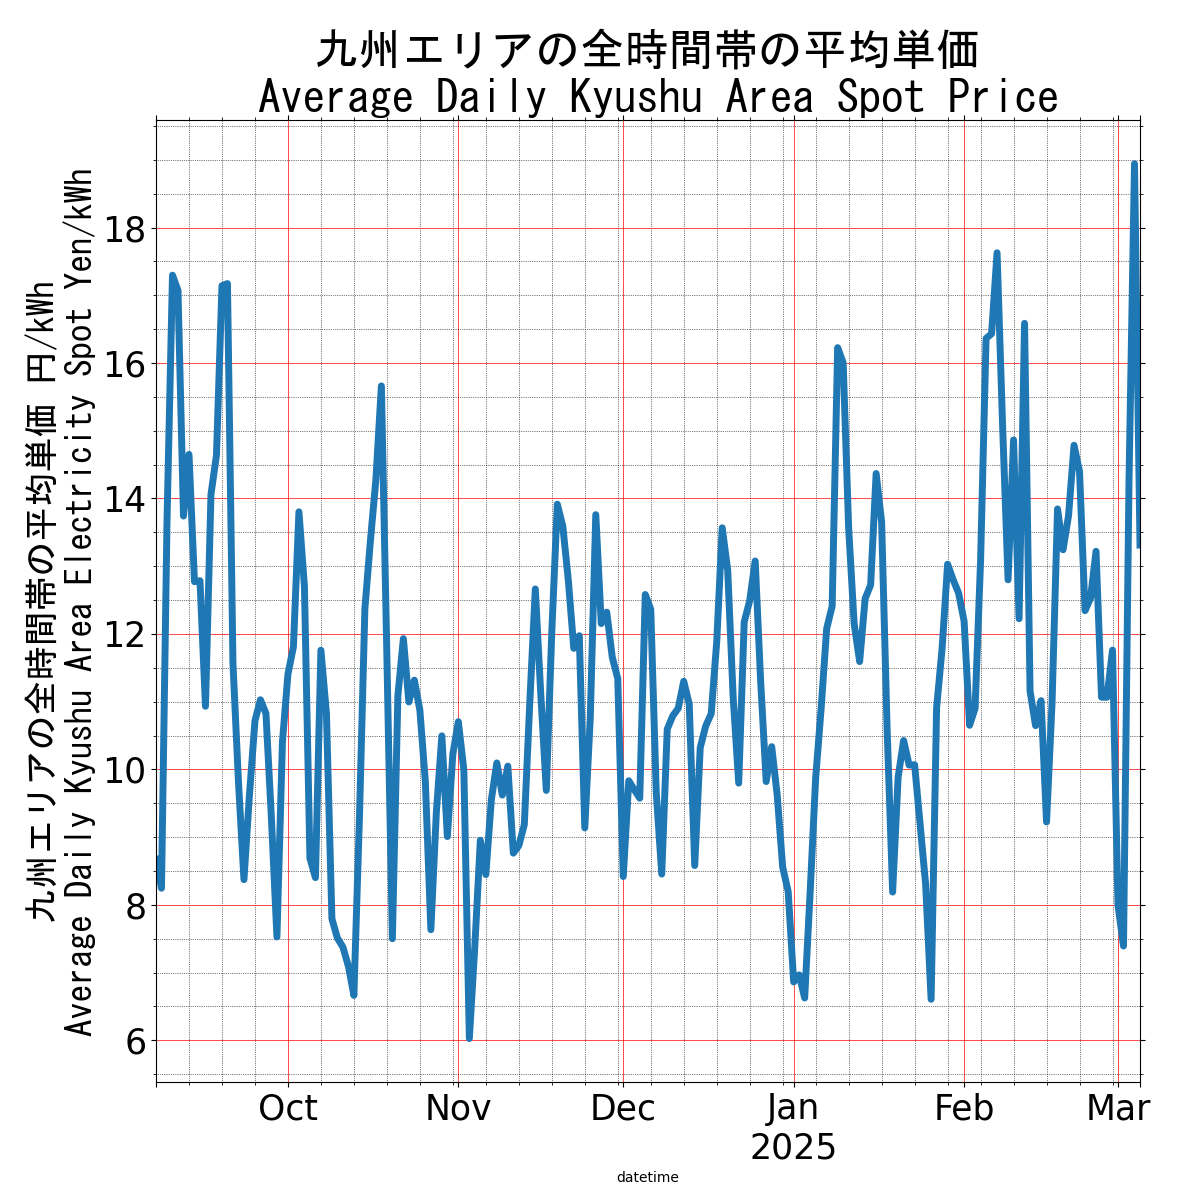 九州エリアの全時間帯の平均単価
Average Daily Kyushu Area Spot Price
九州エリアの全時間帯の平均単価 円/kWh
Average Daily Kyushu Area Electricity Spot Yen/kWh
18
16
14
12
10
8
6
Oct
Nov
Dec
Jan
2025
Feb
Mar
datetime